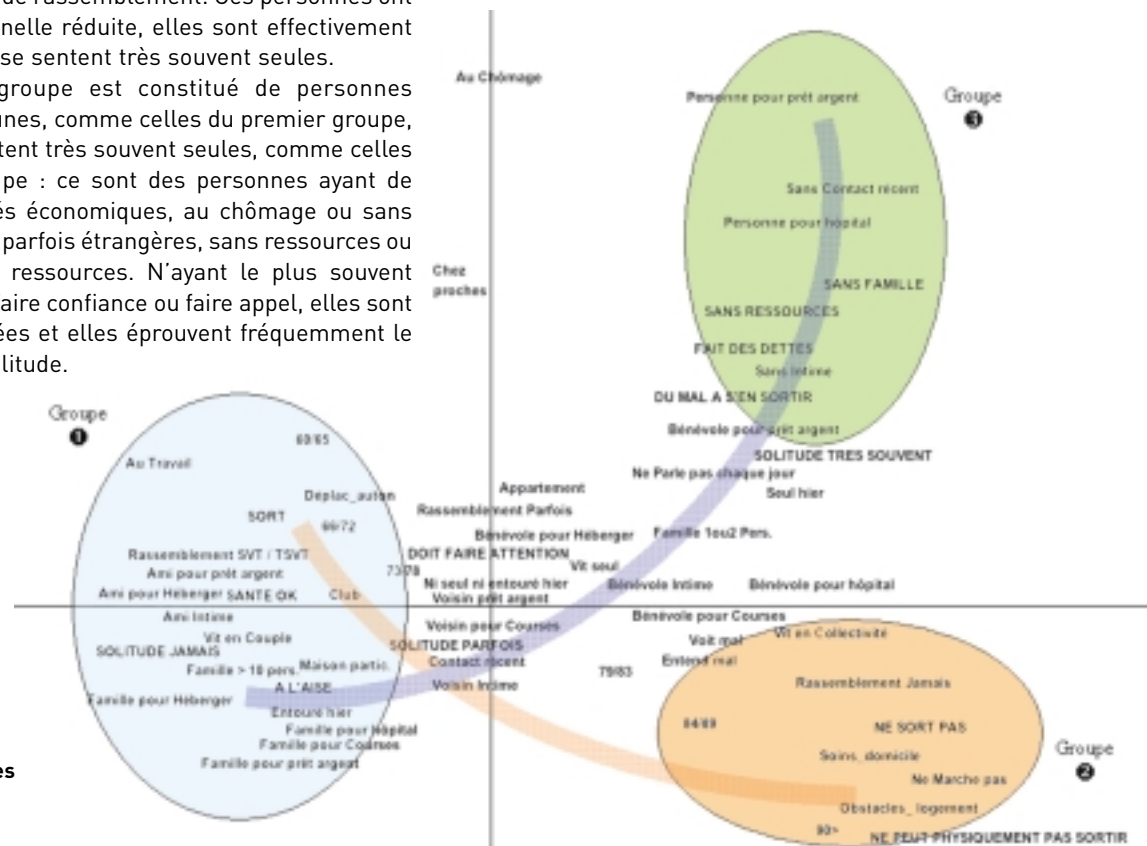 de rassemblement. Ces personnes ont
nelle réduite, elles sont effectivement
se sentent très souvent seules.
groupe est constitué de personnes
unes, comme celles du premier groupe,
tent très souvent seules, comme celles
pe : ce sont des personnes ayant de
és économiques, au chômage ou sans
parfois étrangères, sans ressources ou
ressources. N'ayant le plus souvent
aire confiance ou faire appel, elles sont
ées et elles éprouvent fréquemment le
litude.
es
Au Chômage
Personne pour prêt argent
Groupe
3
Sans Contact récent
Personne pour hôpital
Chez
proches
SANS FAMILLE
SANS RESSOURCES
FAIT DES DETTES
Sans Intime
DU MAL A S'EN SORTIR
Bénévole pour prêt argent
SOLITUDE TRES SOUVENT
Ne Parle pas chaque jour
Seul hier
Groupe
1
60/65
Au Travail
Déplac_auton
SORT
66/72
Rassemblement SVT / TSVT
Ami pour prêt argent
Ami pour Héberger SANTE OK
Club
Appartement
Rassemblement Parfois
Bénévole pour Héberger
Famille 1ou2 Pers.
DOIT FAIRE ATTENTION
Vit seul
73/78
Ni seul ni entouré hier
Bénévole Intime
Bénévole pour hôpital
Voisin prêt argent
Ami Intime
Vit en Couple
SOLITUDE JAMAIS
Famille > 10 pers.
Maison partic.
A L'AISE
Famille pour Héberger
Entouré hier
Famille pour Hôpital
Famille pour Courses
Famille pour prêt argent
Voisin pour Courses
SOLITUDE PARFOIS
Contact récent
Voisin Intime
Bénévole pour Courses
Voit mal
Vit en Collectivité
Entend mal
79/83
Rassemblement Jamais
84/89
NE SORT PAS
Soins_domicile
Groupe
2
Ne Marche pas
Obstacles_logement
90>
NE PEUT PHYSIQUEMENT PAS SORTIR